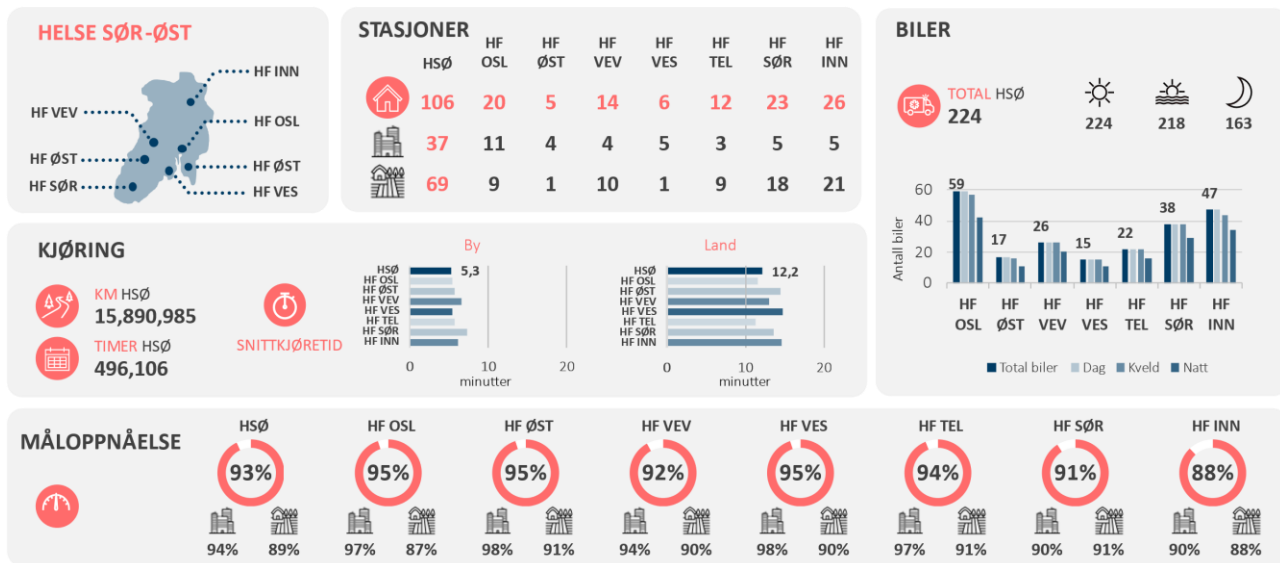 HELSE SØR-ØST
HF INN
HF VEV
HF OSL
HF ØST
HF ØST
HF SØR
HF VES
STASJONER
HSØ HF OSL HF ØST HF VEV HF VES HF TEL HF SØR HF INN
106 20 5 14 6 12 23 26
37 11 4 4 5 3 5 5
69 9 1 10 1 9 18 21
BILER
TOTAL HSØ
224
224 218 163
Antall biler
60
40
20
0
59 17 26 15 22 38 47
HF OSL HF ØST HF VEV HF VES HF TEL HF SØR HF INN
Total biler Dag Kveld Natt
KJØRING
KM HSØ
15,890,985
TIMER HSØ
496,106
SNITTKJØRETID
By
HSØ 5,3
HF OSL
HF ØST
HF VEV
HF VES
HF TEL
HF SØR
HF INN
0 10 20
minutter
Land
HSØ 12,2
HF OSL
HF ØST
HF VEV
HF VES
HF TEL
HF SØR
HF INN
0 10 20
minutter
MÅLOPPNÅELSE
HSØ HF OSL HF ØST HF VEV HF VES HF TEL HF SØR HF INN
93% 95% 95% 92% 95% 94% 91% 88%
94% 89% 97% 87% 98% 91% 94% 90% 98% 90% 97% 91% 90% 91% 90% 88%